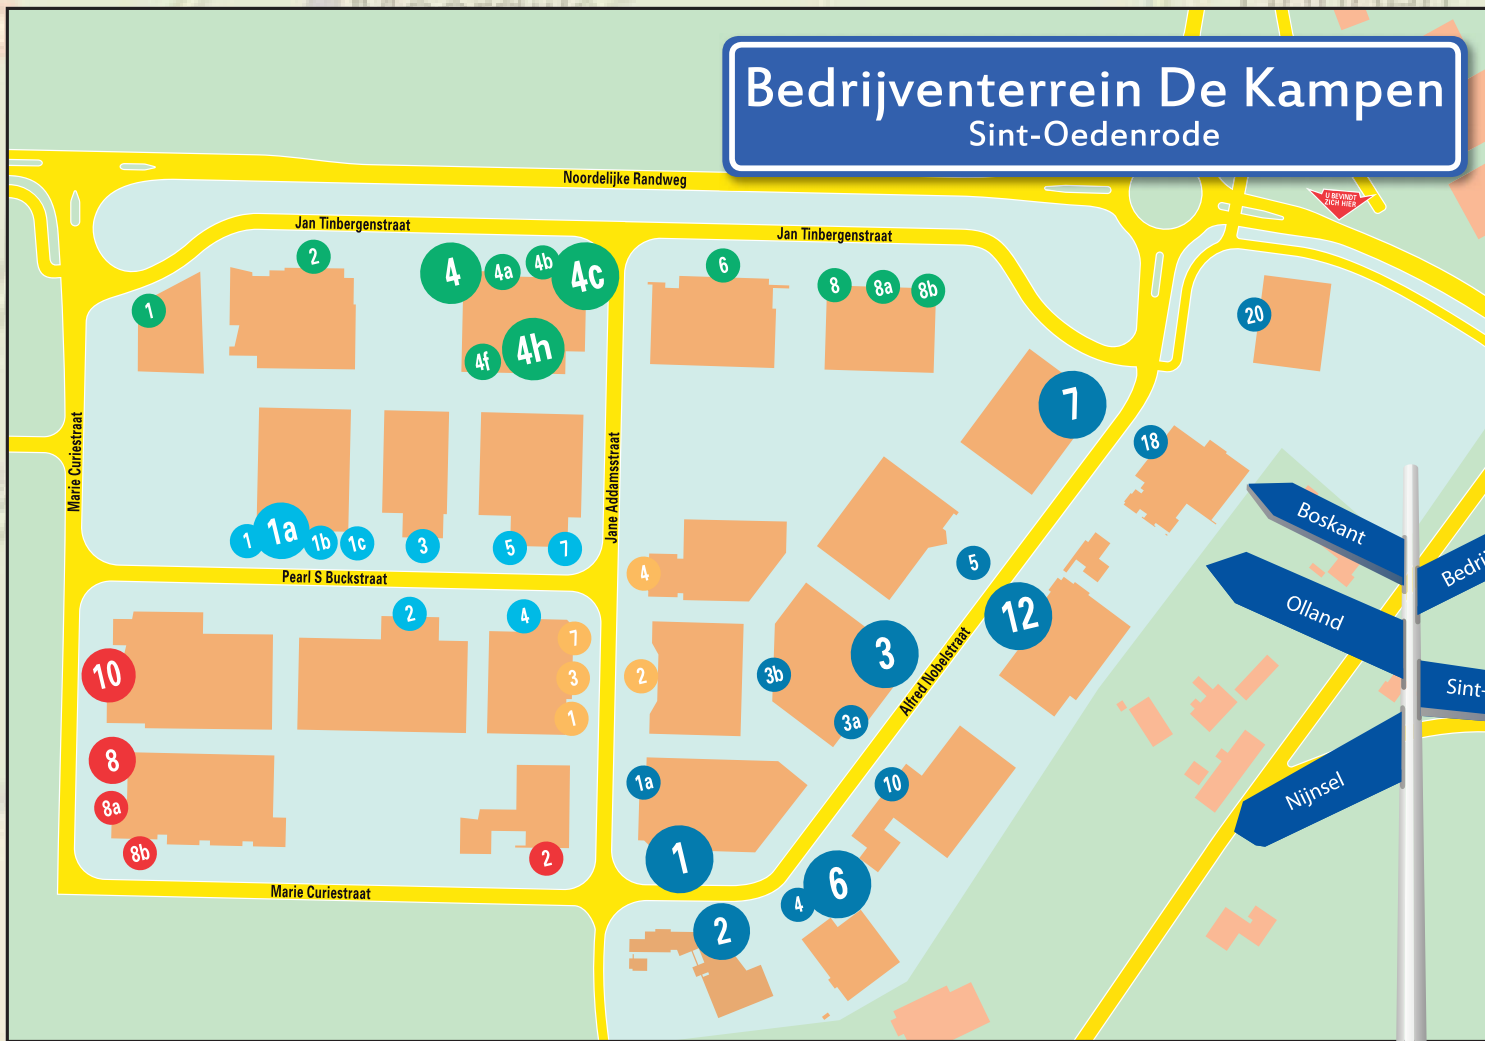 Bedrijventerrein De Kampen
Sint-Oedenrode
Noordelijke Randweg
U BEVINDT
ZICH HIER
Jan Tinbergenstraat
Jan Tinbergenstraat
2
4
4a
4b
4c
6
8
8a
8b
1
20
4f
4h
7
Marie Curiestraat
Jane Addamsstraat
18
1
1a
1b
1c
3
5
7
Boskant
Bedrij
Pearl S Buckstraat
4
5
Olland
2
4
12
7
3
1
2
3b
3
3a
Alfred Nobelstraat
Sint-
10
8
8a
8b
2
1a
1
10
Nijnsel
Marie Curiestraat
6
4
2